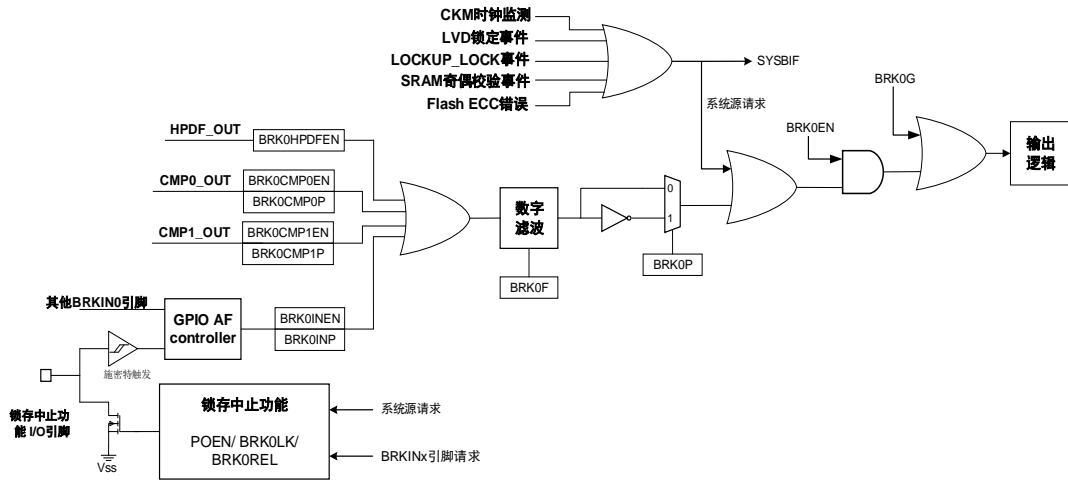 CKM时钟监测
LVD锁定事件
LOCKUP_LOCK事件
SRAM奇偶校验事件
Flash ECC错误
SYSBIF
系统源请求
BRK0G
BRK0EN
输出
逻辑
HPDF_OUT
BRK0HPDFEN
CMP0_OUT
BRK0CMP0EN
BRK0CMP0P
CMP1_OUT
BRK0CMP1EN
BRK0CMP1P
数字
滤波
0
1
BRK0F
BRK0P
其他BRKIN0引脚
GPIO AF
controller
BRK0INEN
BRK0INP
施密特触发
锁存中止功
能 I/O引脚
Vss
锁存中止功能
POEN/ BRK0LK/
BRK0REL
系统源请求
BRKINx引脚请求